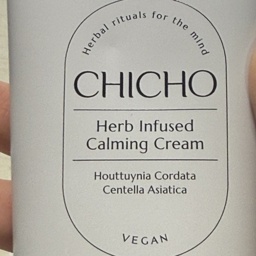 Herbal rituals for the mind
CHICHO
Herb Infused
Calming Cream
Houttuynia Cordata
Centella Asiatica
VEGAN